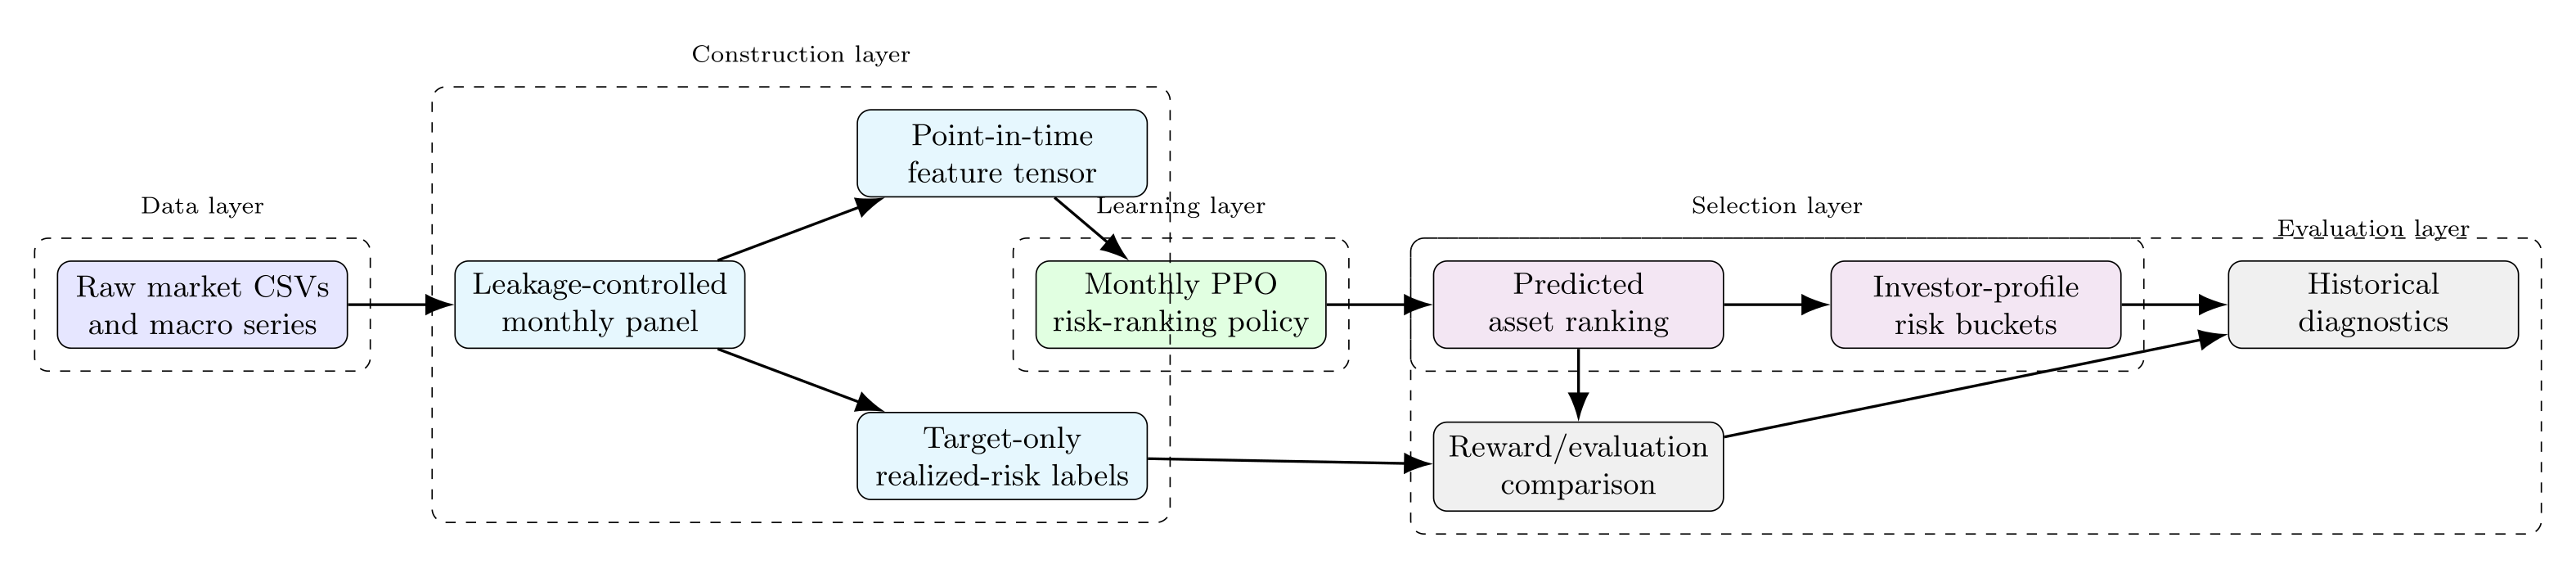 Construction layer
Point-in-time
feature tensor
Data layer
Learning layer
Selection layer
Evaluation layer
Raw market CSVs
and macro series
Leakage-controlled
monthly panel
Monthly PPO
risk-ranking policy
Predicted
asset ranking
Investor-profile
risk buckets
Historical
diagnostics
Target-only
realized-risk labels
Reward/evaluation
comparison